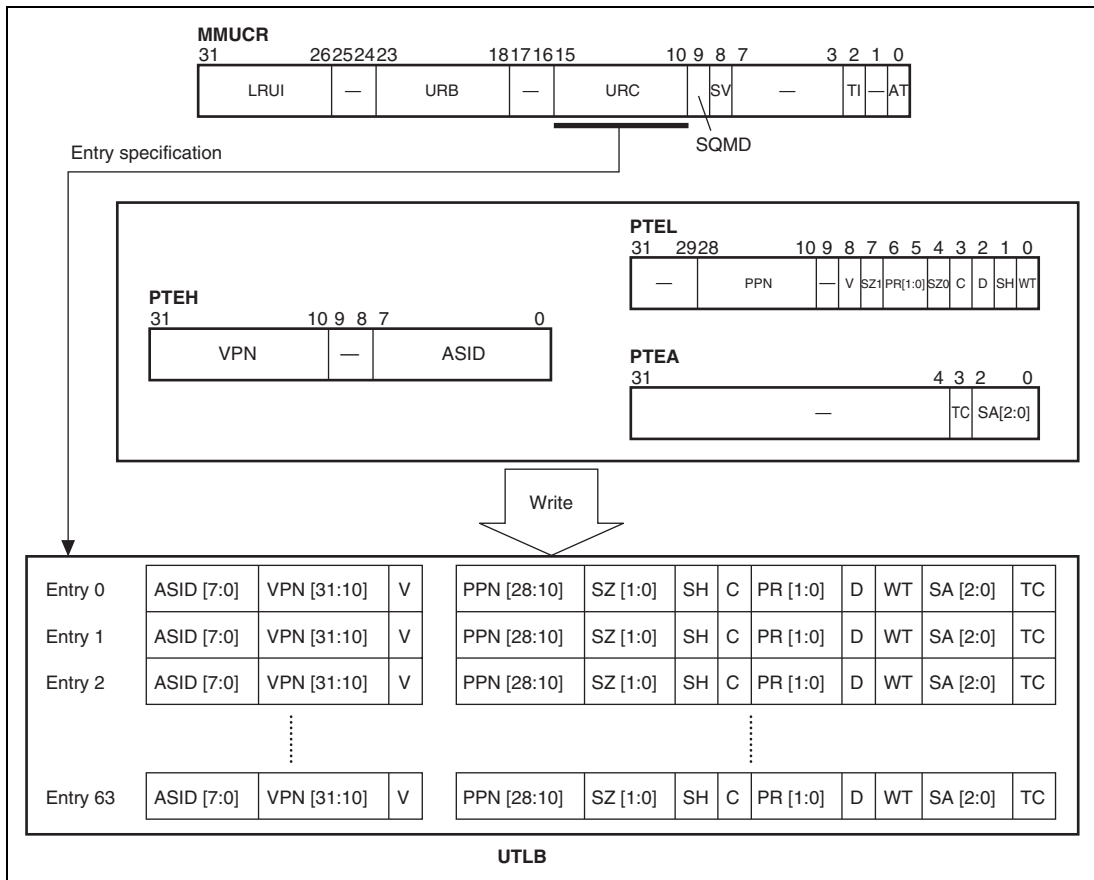 MMUCR
31 26 25 24 23 18 17 16 15 10 9 8 7 3 2 1 0
LRUI — URB — URC SV — TI — AT
SQMD
Entry specification
PTEL
31 29 28 10 9 8 7 6 5 4 3 2 1 0
— PPN — V SZ1 PR[1:0] SZ0 C D SH WT
PTEH
31 10 9 8 7 0
VPN — ASID
PTEA
31 4 3 2 0
— TC SA[2:0]
Write
Entry 0 ASID [7:0] VPN [31:10] V PPN [28:10] SZ [1:0] SH C PR [1:0] D WT SA [2:0] TC
Entry 1 ASID [7:0] VPN [31:10] V PPN [28:10] SZ [1:0] SH C PR [1:0] D WT SA [2:0] TC
Entry 2 ASID [7:0] VPN [31:10] V PPN [28:10] SZ [1:0] SH C PR [1:0] D WT SA [2:0] TC
Entry 63 ASID [7:0] VPN [31:10] V PPN [28:10] SZ [1:0] SH C PR [1:0] D WT SA [2:0] TC
UTLB